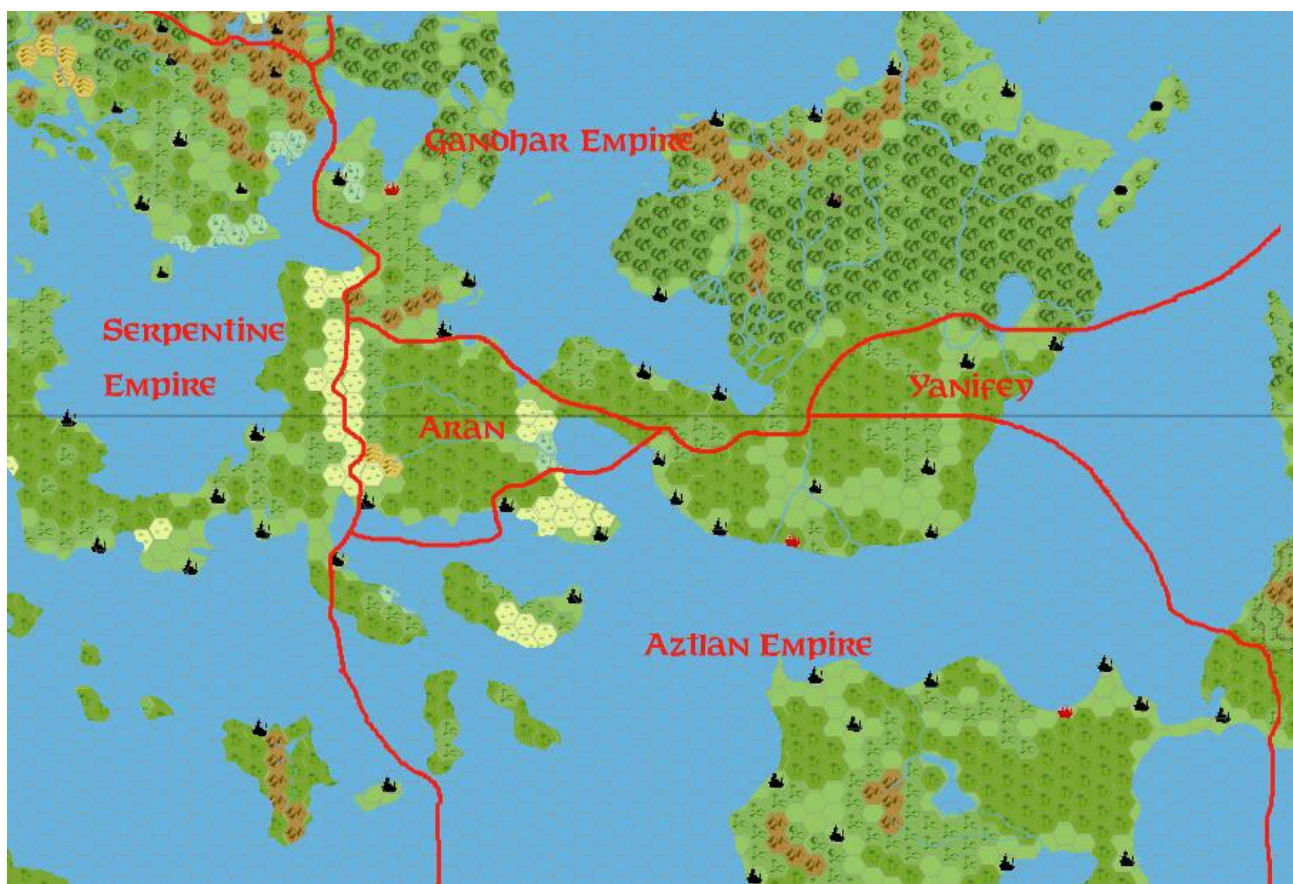 Gandhar Empire
Serpentine
Empire
Yanifey
Aran
Aztlan Empire